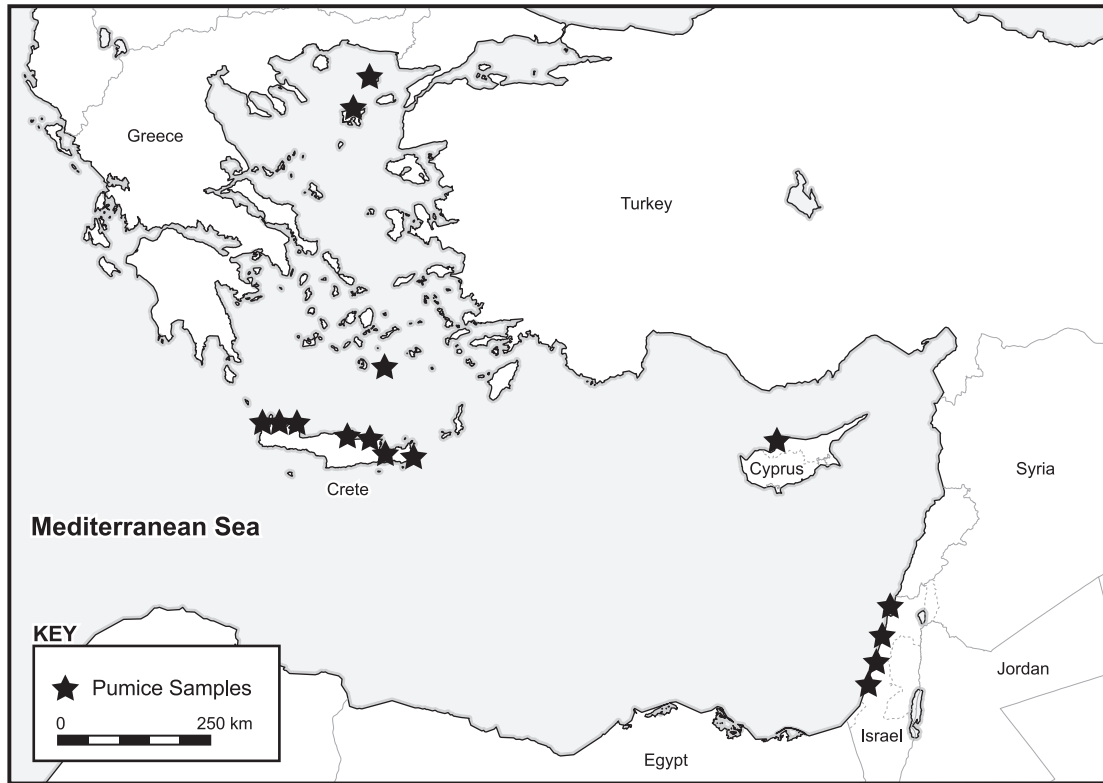 Greece
Turkey
Cyprus
Syria
Crete
Mediterranean Sea
KEY
Pumice Samples
0 250 km
Jordan
Israel
Egypt